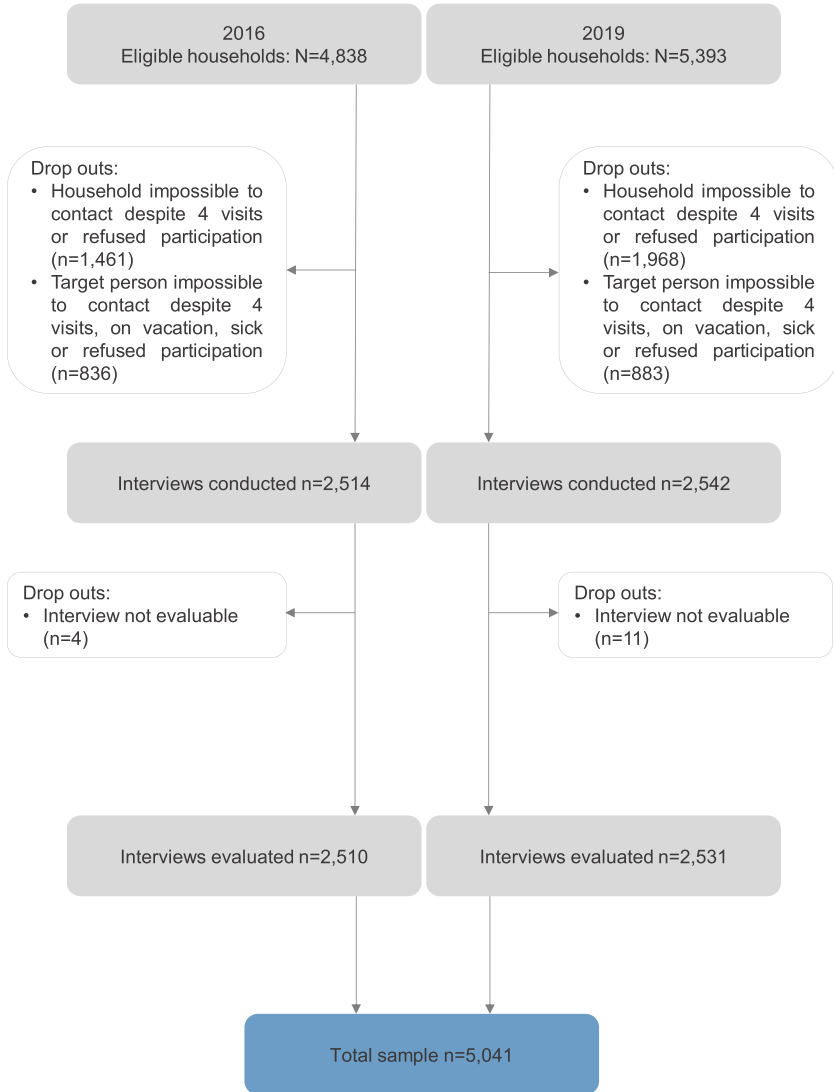 2016
Eligible households: N=4,838
2019
Eligible households: N=5,393
Drop outs:
• Household impossible to
contact despite 4 visits
or refused participation
(n=1,461)
• Target person impossible
to contact despite 4
visits, on vacation, sick
or refused participation
(n=836)
Drop outs:
• Household impossible to
contact despite 4 visits
or refused participation
(n=1,968)
• Target person impossible
to contact despite 4
visits, on vacation, sick
or refused participation
(n=883)
Interviews conducted n=2,514
Interviews conducted n=2,542
Drop outs:
• Interview not evaluable
(n=4)
Drop outs:
• Interview not evaluable
(n=11)
Interviews evaluated n=2,510
Interviews evaluated n=2,531
Total sample n=5,041